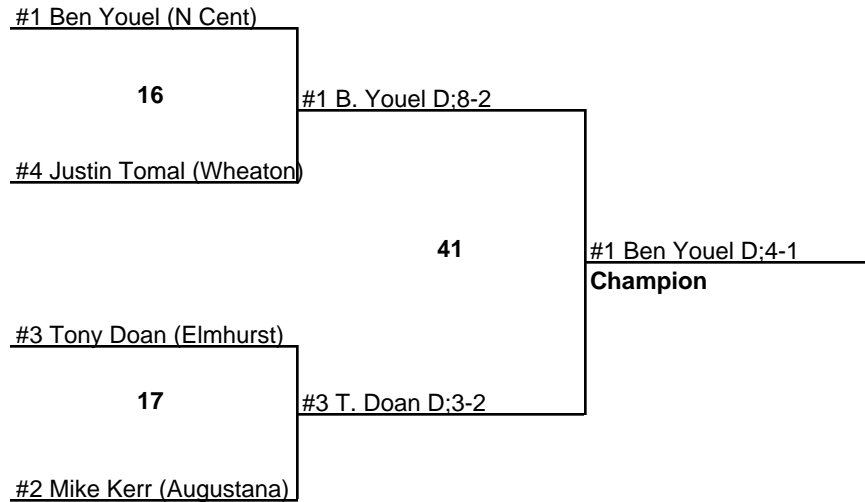 #1 Ben Youel (N Cent)
16
#1 B. Youel D;8-2
#4 Justin Tomal (Wheaton)
41
#1 Ben Youel D;4-1
Champion
#3 Tony Doan (Elmhurst)
17
#3 T. Doan D;3-2
#2 Mike Kerr (Augustana)